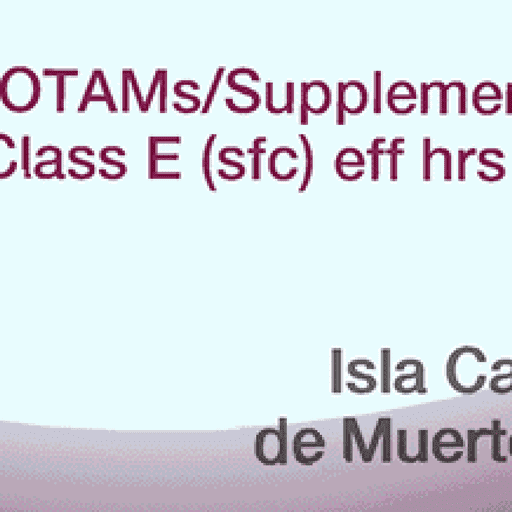 OTAMs/Supplemen
Class E (sfc) eff hrs
Isla Ca
de Muerto